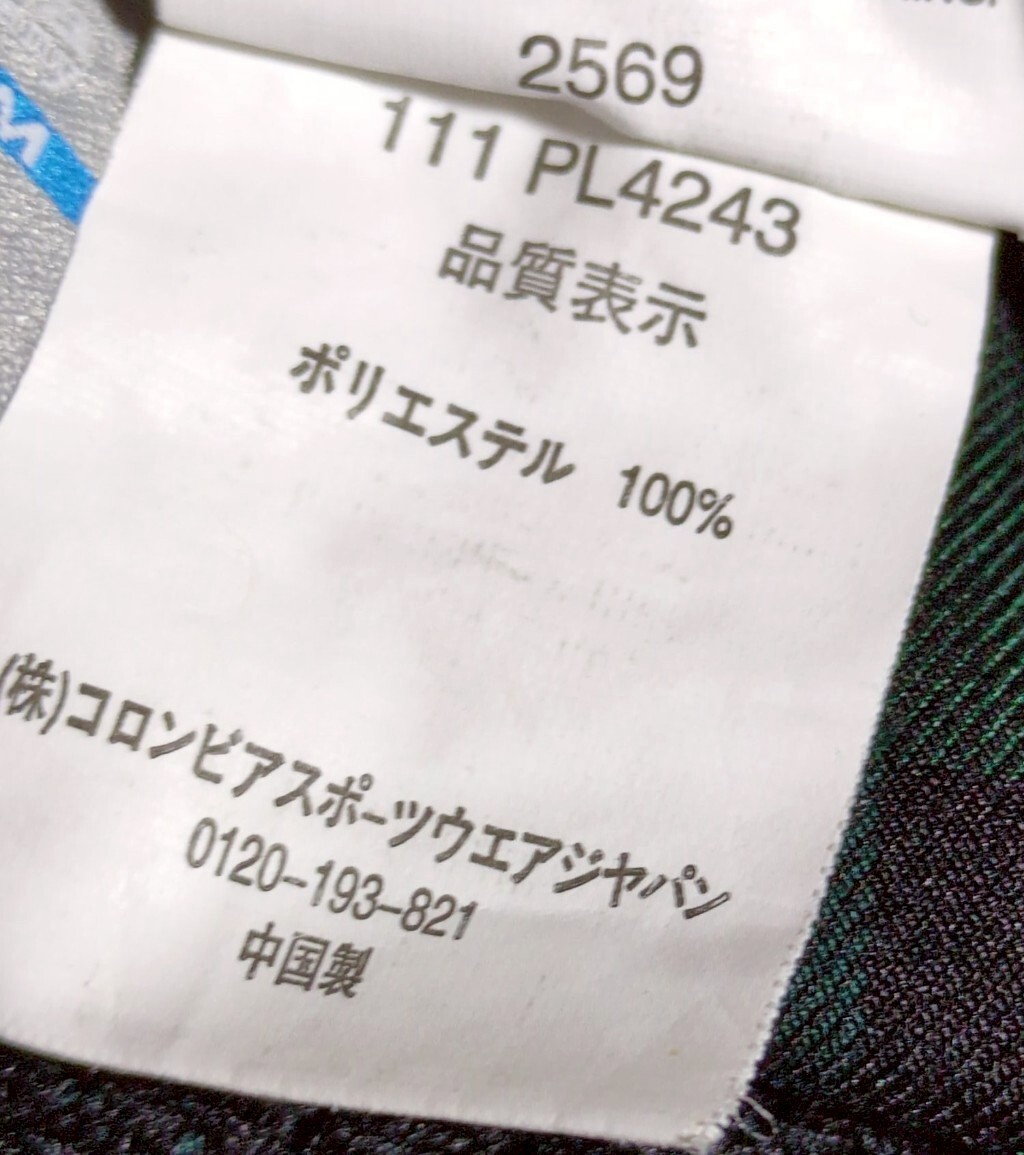 2569
111 PL4243
品質表示
ポリエステル 100%
(株)コロンビアスポーツウエアジャパン
0120-193-821
中国製